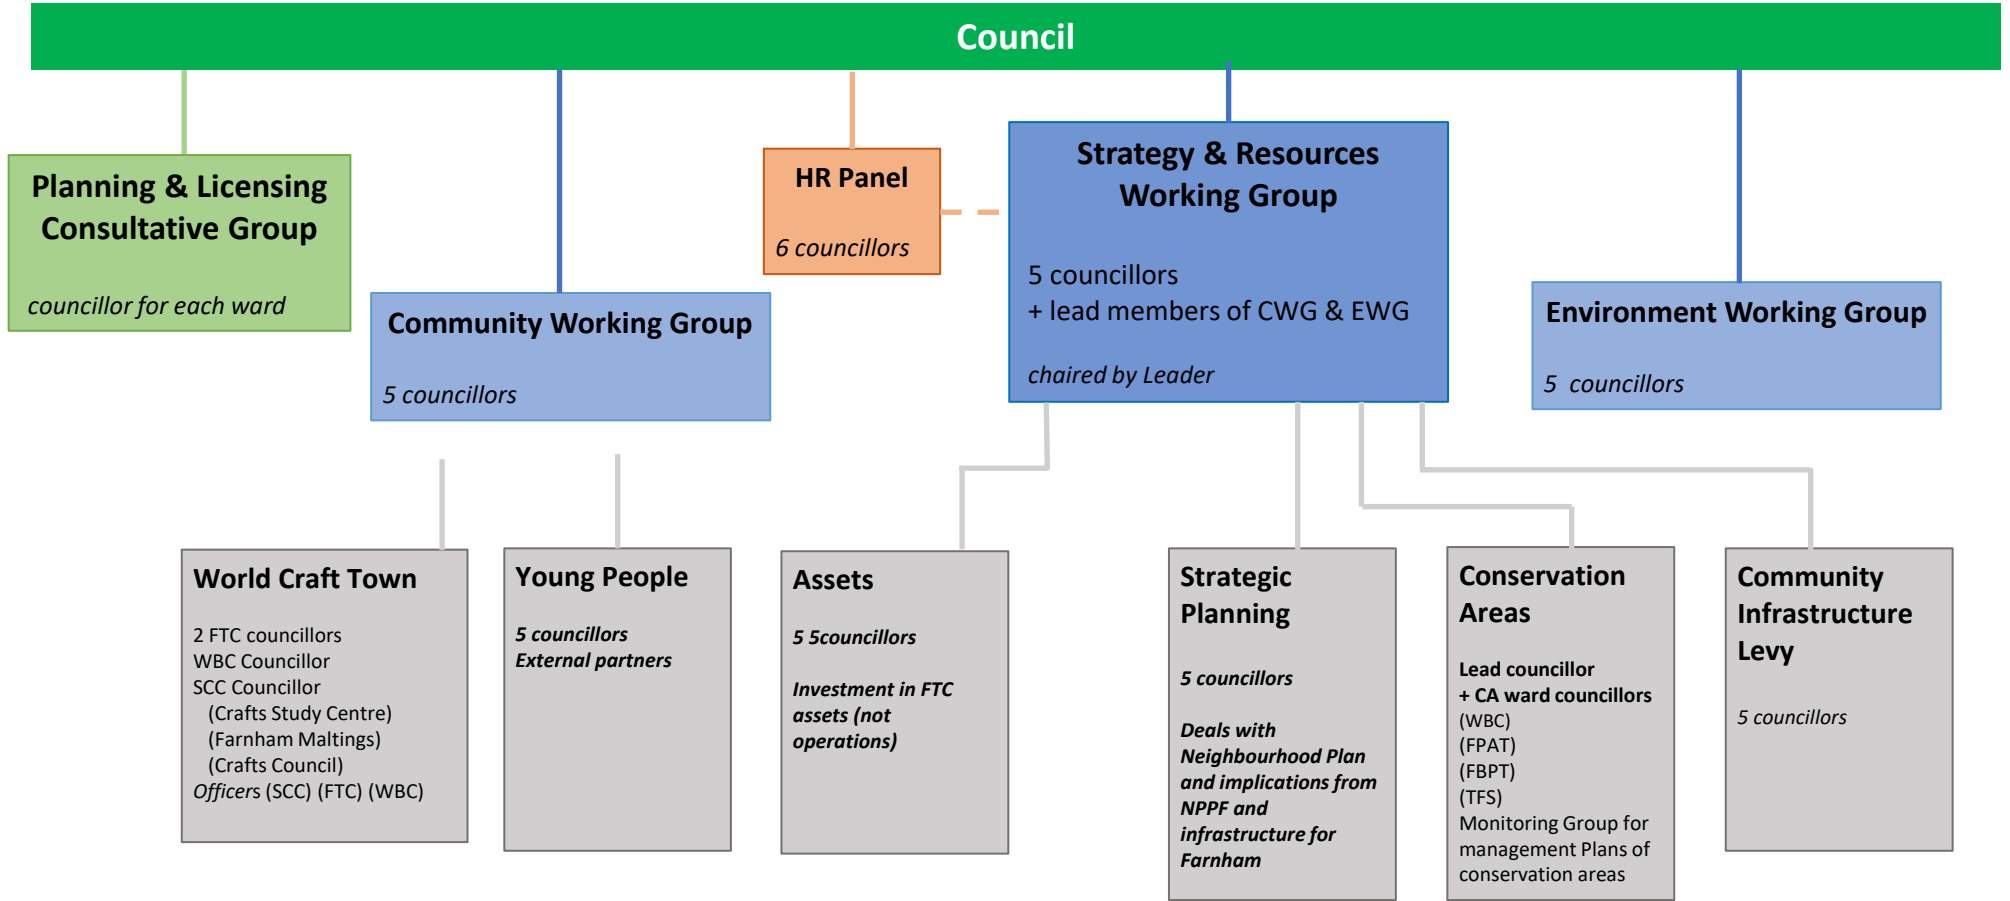 Council
Planning & Licensing
Consultative Group
councillor for each ward
Community Working Group
5 councillors
HR Panel
6 councillors
Strategy & Resources
Working Group
5 councillors
+ lead members of CWG & EWG
chaired by Leader
Environment Working Group
5  councillors
World Craft Town
2 FTC councillors
WBC Councillor
SCC Councillor
(Crafts Study Centre)
(Farnham Maltings)
(Crafts Council)
Officers (SCC) (FTC) (WBC)
Young People
5 councillors
External partners
Assets
5 5councillors
Investment in FTC
assets (not
operations)
Strategic
Planning
5 councillors
Deals with
Neighbourhood Plan
and implications from
NPPF and
infrastructure for
Farnham
Conservation
Areas
Lead councillor
+ CA ward councillors
(WBC)
(FPAT)
(FBPT)
(TFS)
Monitoring Group for
management Plans of
conservation areas
Community
Infrastructure
Levy
5 councillors